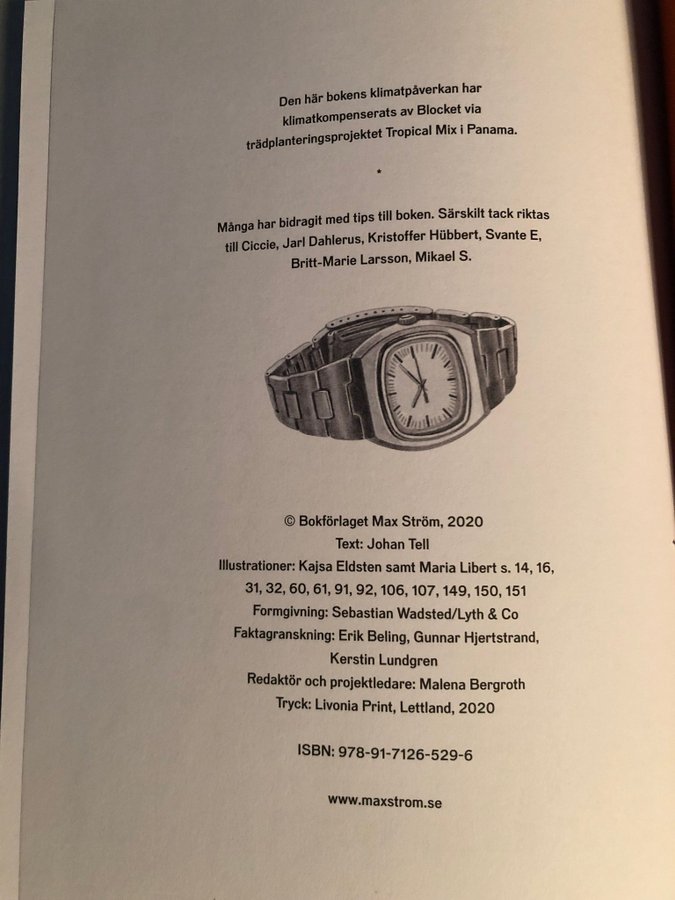 Den här bokens klimatpåverkan har
klimatkompenserats av Blocket via
trädplanteringsprojektet Tropical Mix i Panama.
*
Många har bidragit med tips till boken. Särskilt tack riktas
till Ciccie, Jarl Dahlerus, Kristoffer Hübbert, Svante E,
Britt-Marie Larsson, Mikael S.
© Bokförlaget Max Ström, 2020
Text: Johan Tell
Illustrationer: Kajsa Eldsten samt Maria Libert s. 14, 16,
31, 32, 60, 61, 91, 92, 106, 107, 149, 150, 151
Formgivning: Sebastian Wadsted/Lyth & Co
Faktagranskning: Erik Beling, Gunnar Hjertstrand,
Kerstin Lundgren
Redaktör och projektledare: Malena Bergroth
Tryck: Livonia Print, Lettland, 2020
ISBN: 978-91-7126-529-6
www.maxstrom.se